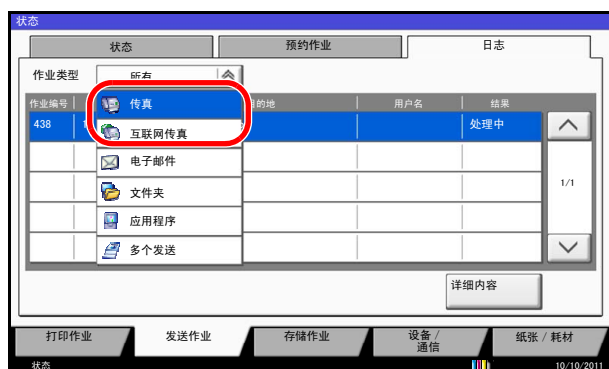 状态
状态 预约作业 日志
作业类型 所有
作业编号 目的地 用户名 结果
438 处理中
传真
互联网传真
电子邮件
1/1
文件夹
应用程序
多个发送
详细内容
打印作业 发送作业 存储作业 设备 / 通信 纸张 / 耗材
状态 10/10/2011